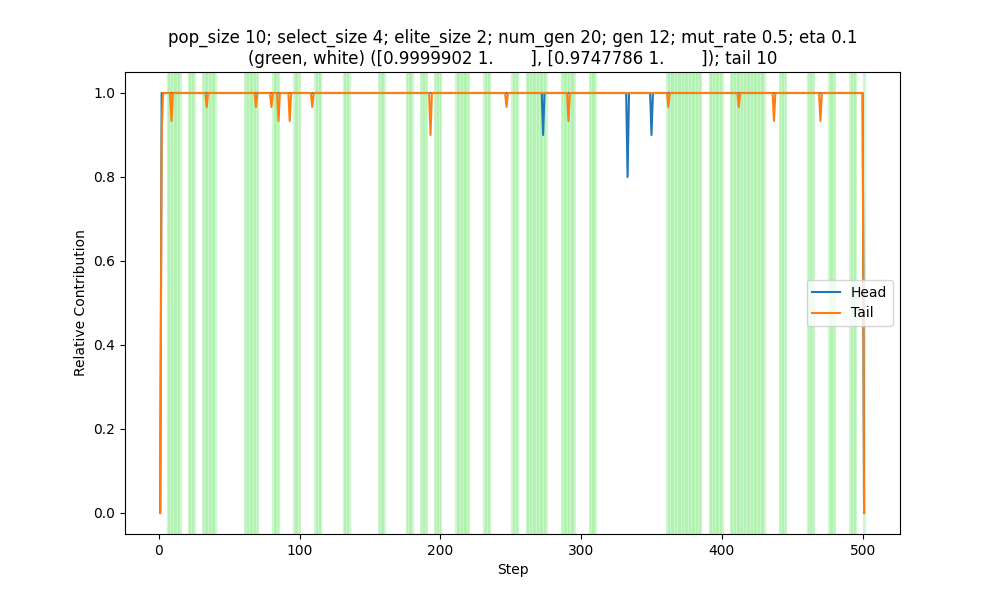 pop_size 10; select_size 4; elite_size 2; num_gen 20; gen 12; mut_rate 0.5; eta 0.1
(green, white) ([0.9999902 1.        ], [0.9747786 1.        ]); tail 10
1.0
0.8
0.6
0.4
0.2
0.0
Relative Contribution
Head
Tail
0
100
200
300
400
500
Step